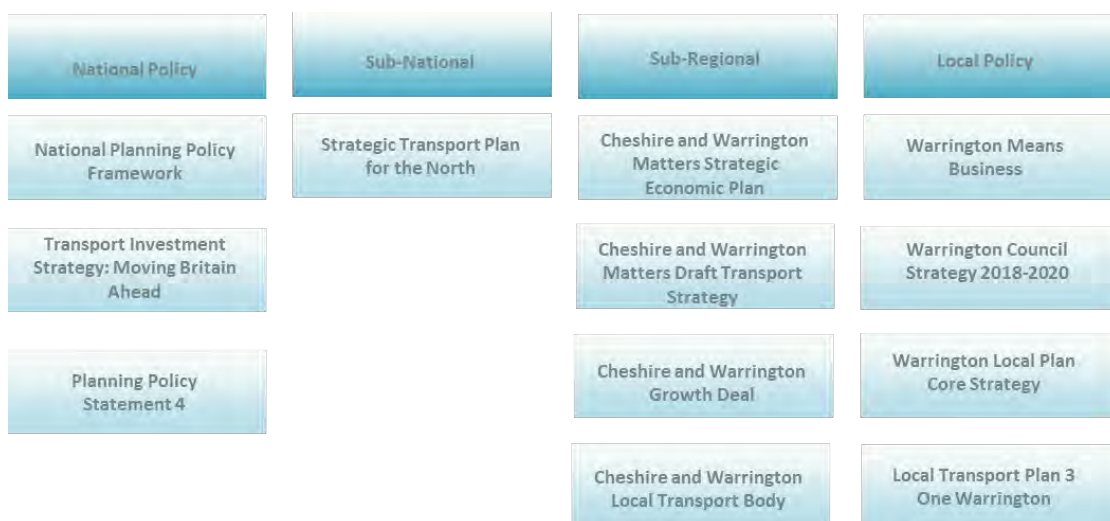 National Policy
Sub-National
Sub-Regional
Local Policy
National Planning Policy
Framework
Strategic Transport Plan
for the North
Cheshire and Warrington
Matters Strategic
Economic Plan
Warrington Means
Business
Transport Investment
Strategy: Moving Britain
Ahead
Cheshire and Warrington
Matters Draft Transport
Strategy
Warrington Council
Strategy 2018-2020
Planning Policy
Statement 4
Cheshire and Warrington
Growth Deal
Warrington Local Plan
Core Strategy
Cheshire and Warrington
Local Transport Body
Local Transport Plan 3
One Warrington